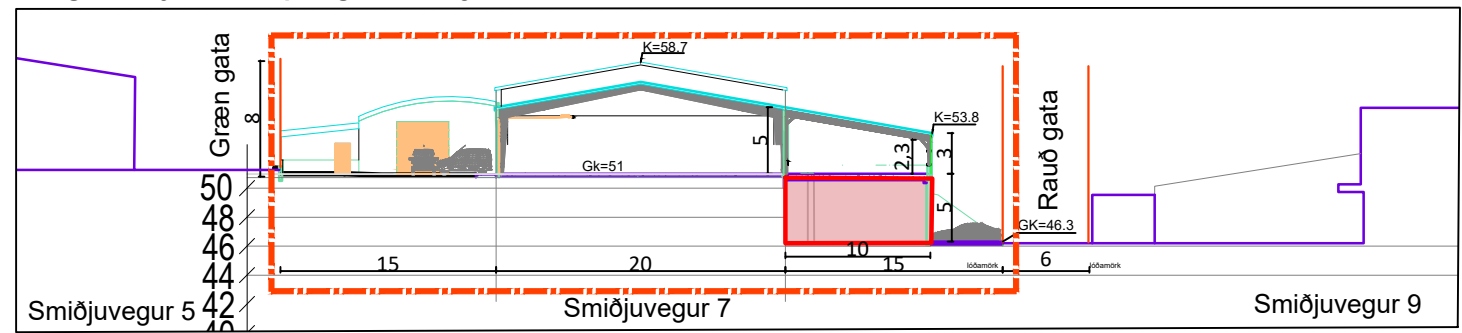 K=58.7
Græn gata
8
K=53.8
Rauð gata
5
2,3
3
Gk=51
50
48
5
GK=46.3
46
10
15
20
15
lóðamörk
6
lóðamörk
44
Smiðjuvegur 5
42
Smiðjuvegur 7
Smiðjuvegur 9